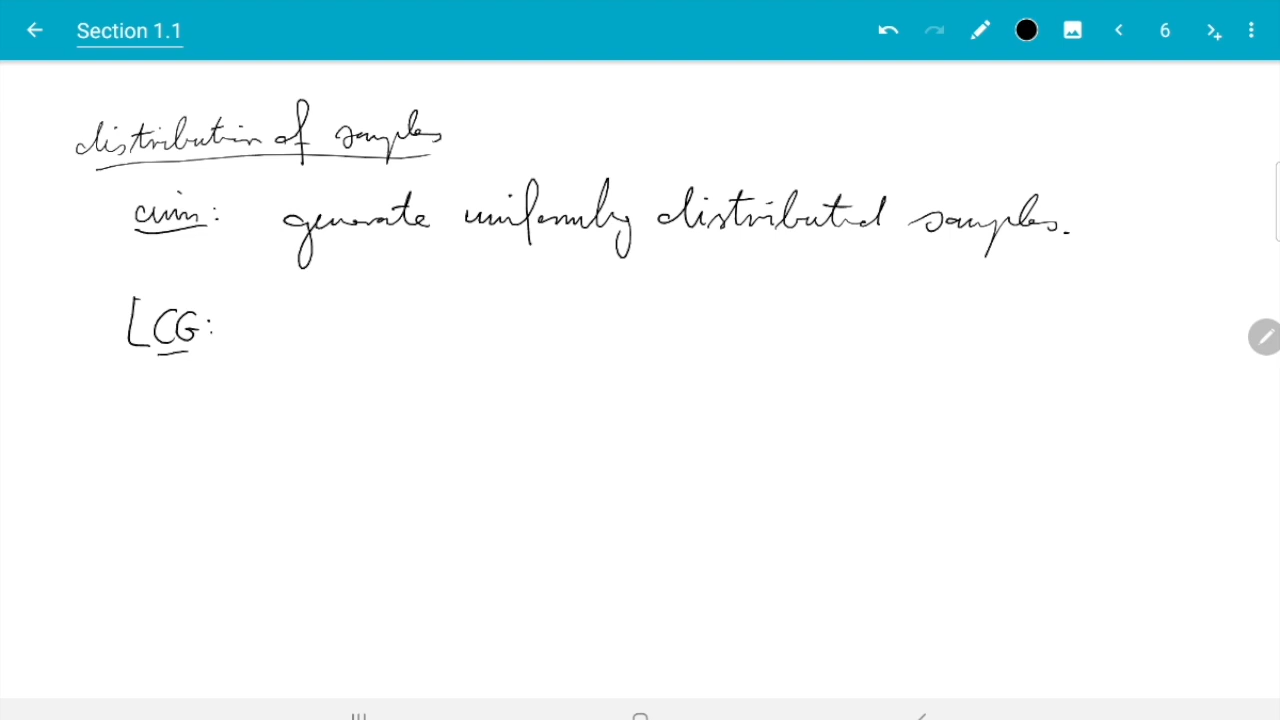 Section 1.1
6
distribution of samples
aim: generate uniformly distributed samples.
LCG: